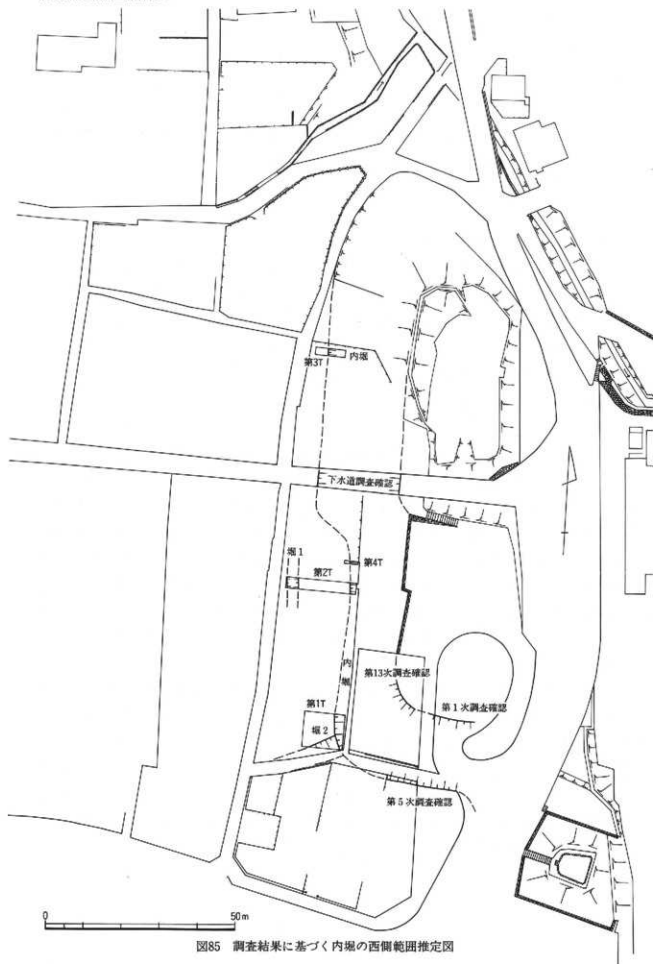 第3T
内堀
下水道調査確認
堀1
第2T
第4T
内堀
第13次調査確認
第1次調査確認
第1T
堀2
第5次調査確認
0
50m
図85 調査結果に基づく内堀の西側範囲推定図